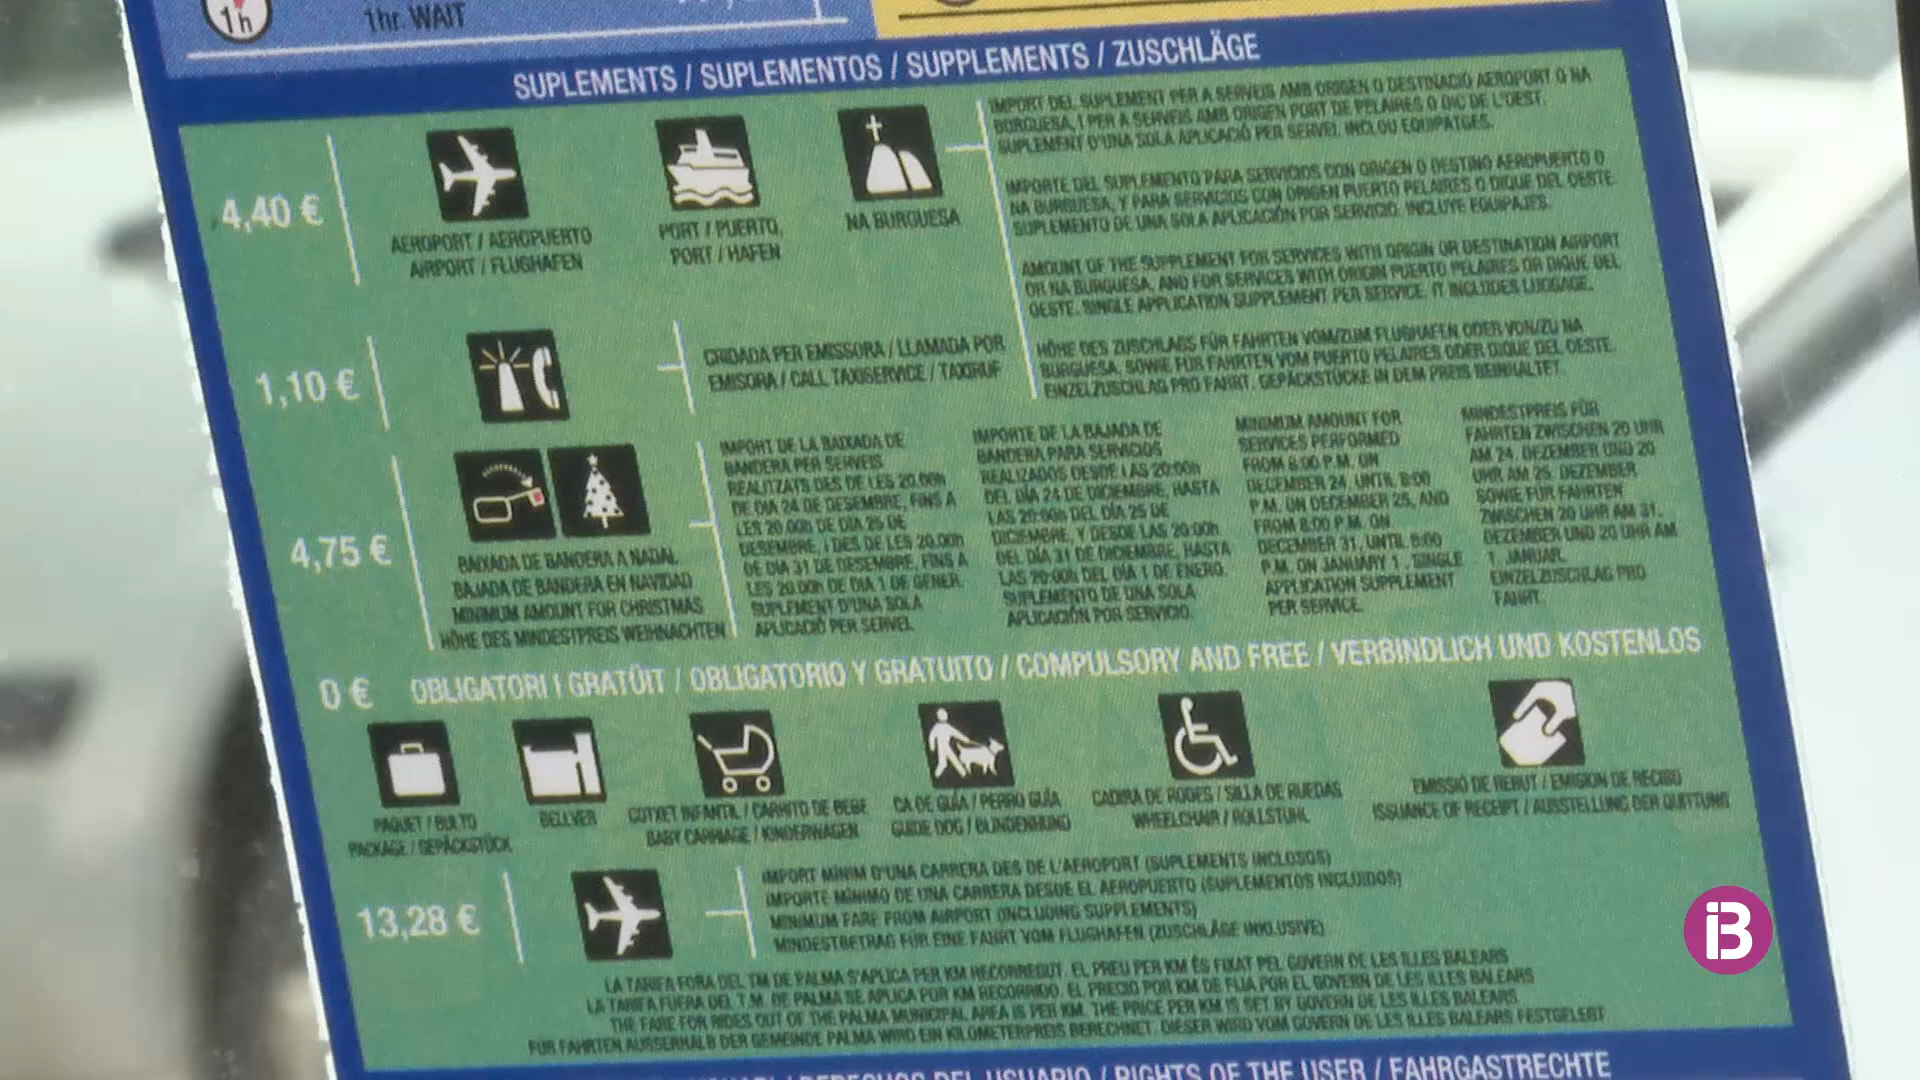 1h
1hr. WAIT
SUPLEMENTS / SUPLEMENTOS / SUPPLEMENTS / ZUSCHLÄGE
4,40 €
AEROPORT / AEROPUERTO
AIRPORT / FLUGHAFEN
PORT / PUERTO,
PORT / HAFEN
NA BURGUESA
IMPORT DEL SUPLEMENT PER A SERVEIS AMB ORIGEN O DESTINACIÓ AEROPORT O NA
BURGUESA, I PER A SERVEIS AMB ORIGEN PORT DE PELAIRES O DIC DE L'OEST.
SUPLEMENT D'UNA SOLA APLICACIÓ PER SERVEI. INCLOU EQUIPATGES.
IMPORTE DEL SUPLEMENTO PARA SERVICIOS CON ORIGEN O DESTINO AEROPUERTO O
NA BURGUESA, Y PARA SERVICIOS CON ORIGEN PUERTO PELAIRES O DIQUE DEL OESTE.
SUPLEMENTO DE UNA SOLA APLICACIÓN POR SERVICIO. INCLUYE EQUIPAJES.
AMOUNT OF THE SUPPLEMENT FOR SERVICES WITH ORIGIN OR DESTINATION AIRPORT
OR NA BURGUESA, AND FOR SERVICES WITH ORIGIN PUERTO PELAIRES OR DIQUE DEL
OESTE. SINGLE APPLICATION SUPPLEMENT PER SERVICE. IT INCLUDES LUGGAGE.
HÖHE DES ZUSCHLAGS FÜR FAHRTEN VOM/ZUM FLUGHAFEN ODER VON/ZU NA
BURGUESA, SOWIE FÜR FAHRTEN VOM PUERTO PELAIRES ODER DIQUE DEL OESTE.
EINZELZUSCHLAG PRO FAHRT. GEPÄCKSTÜCKE IN DEM PREIS BEINHALTET.
1,10 €
CRIDADA PER EMISSORA / LLAMADA POR
EMISORA / CALL TAXISERVICE / TAXIRUF
4,75 €
BAIXADA DE BANDERA A NADAL
BAJADA DE BANDERA EN NAVIDAD
MINIMUM AMOUNT FOR CHRISTMAS
HÖHE DES MINDESTPREIS WEIHNACHTEN
IMPORT DE LA BAIXADA DE
BANDERA PER SERVEIS
REALITZATS DES DE LES 20.00h
DE DIA 24 DE DESEMBRE, FINS A
LES 20.00h DE DIA 25 DE
DESEMBRE, I DES DE LES 20.00h
DE DIA 31 DE DESEMBRE, FINS A
LES 20.00h DE DIA 1 DE GENER.
SUPLEMENT D'UNA SOLA
APLICACIÓ PER SERVEI.
IMPORTE DE LA BAJADA DE
BANDERA PARA SERVICIOS
REALIZADOS DESDE LAS 20:00h
DEL DÍA 24 DE DICIEMBRE, HASTA
LAS 20:00h DEL DÍA 25 DE
DICIEMBRE, Y DESDE LAS 20:00h
DEL DÍA 31 DE DICIEMBRE, HASTA
LAS 20:00h DEL DÍA 1 DE ENERO.
SUPLEMENTO DE UNA SOLA
APLICACIÓN POR SERVICIO.
MINIMUM AMOUNT FOR
SERVICES PERFORMED
FROM 8:00 P.M. ON
DECEMBER 24, UNTIL 8:00
P.M. ON DECEMBER 25, AND
FROM 8:00 P.M. ON
DECEMBER 31, UNTIL 8:00
P.M. ON JANUARY 1. SINGLE
APPLICATION SUPPLEMENT
PER SERVICE.
MINDESTPREIS FÜR
FAHRTEN ZWISCHEN 20 UHR
AM 24. DEZEMBER UND 20
UHR AM 25. DEZEMBER
SOWIE FÜR FAHRTEN
ZWISCHEN 20 UHR AM 31.
DEZEMBER UND 20 UHR AM
1. JANUAR.
EINZELZUSCHLAG PRO
FAHRT.
0 €
OBLIGATORI I GRATÜIT / OBLIGATORIO Y GRATUITO / COMPULSORY AND FREE / VERBINDLICH UND KOSTENLOS
PAQUET / BULTO
PACKAGE / GEPÄCKSTÜCK
BELLVER
COTXET INFANTIL / CARRITO DE BEBE
BABY CARRIAGE / KINDERWAGEN
CA DE GUÍA / PERRO GUÍA
GUIDE DOG / BLINDENHUND
CADIRA DE RODES / SILLA DE RUEDAS
WHEELCHAIR / ROLLSTUHL
EMISSIÓ DE REBUT / EMISION DE RECIBO
ISSUANCE OF RECEIPT / AUSSTELLUNG DER QUITTUNG
13,28 €
IMPORT MÍNIM D'UNA CARRERA DES DE L'AEROPORT (SUPLEMENTS INCLOSOS)
IMPORTE MÍNIMO DE UNA CARRERA DESDE EL AEROPUERTO (SUPLEMENTOS INCLUIDOS)
MINIMUM FARE FROM AIRPORT (INCLUDING SUPPLEMENTS)
MINDESTBETRAG FÜR EINE FAHRT VOM FLUGHAFEN (ZUSCHLÄGE INKLUSIVE)
LA TARIFA FORA DEL TM DE PALMA S'APLICA PER KM RECORREGUT. EL PREU PER KM ÉS FIXAT PEL GOVERN DE LES ILLES BALEARS
LA TARIFA FUERA DEL T.M. DE PALMA SE APLICA POR KM RECORRIDO. EL PRECIO POR KM DE FIJA POR EL GOVERN DE LES ILLES BALEARS
THE FARE FOR RIDES OUT OF THE PALMA MUNICIPAL AREA IS PER KM. THE PRICE PER KM IS SET BY GOVERN DE LES ILLES BALEARS
FÜR FAHRTEN AUSSERHALB DER GEMEINDE PALMA WIRD EIN KILOMETERPREIS BERECHNET. DIESER WIRD VOM GOVERN DE LES ILLES BALEARS FESTGELEGT
/ DERECHOS DEL USUARIO / RIGHTS OF THE USER / FAHRGASTRECHTE
IB